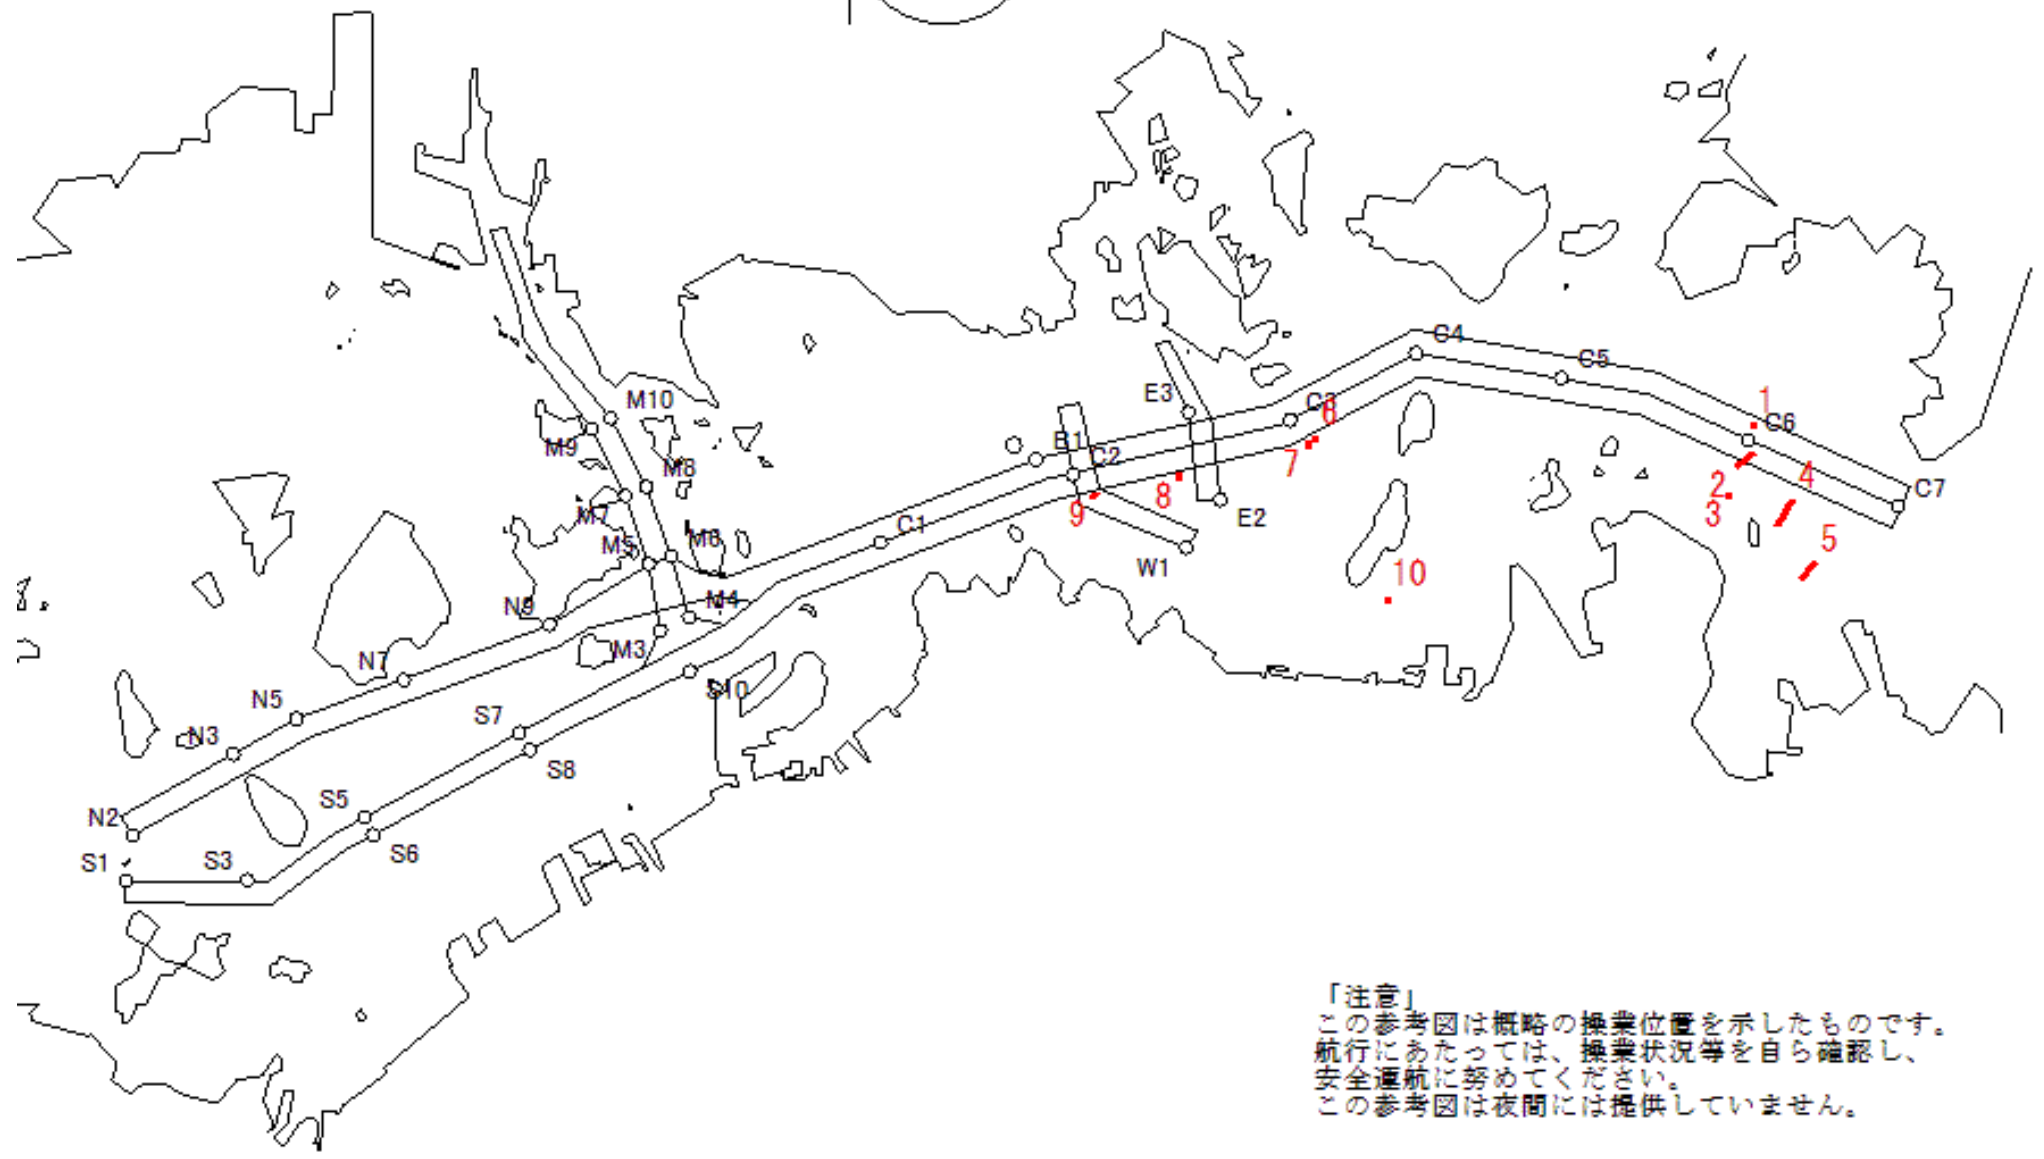 C4
C5
M10
E3
C3
6
1
C6
M9
B1
C2
7
M8
8
2
4
C7
M7
9
3
E2
M5
M6
C1
5
W1
10
N9
M4
M3
N7
S10
N5
N3
S7
S8
S5
N2
S6
S1
S3
「注意」
この参考図は概略の操業位置を示したものです。
航行にあたっては、操業状況等を自ら確認し、
安全運航に努めてください。
この参考図は夜間には提供していません。